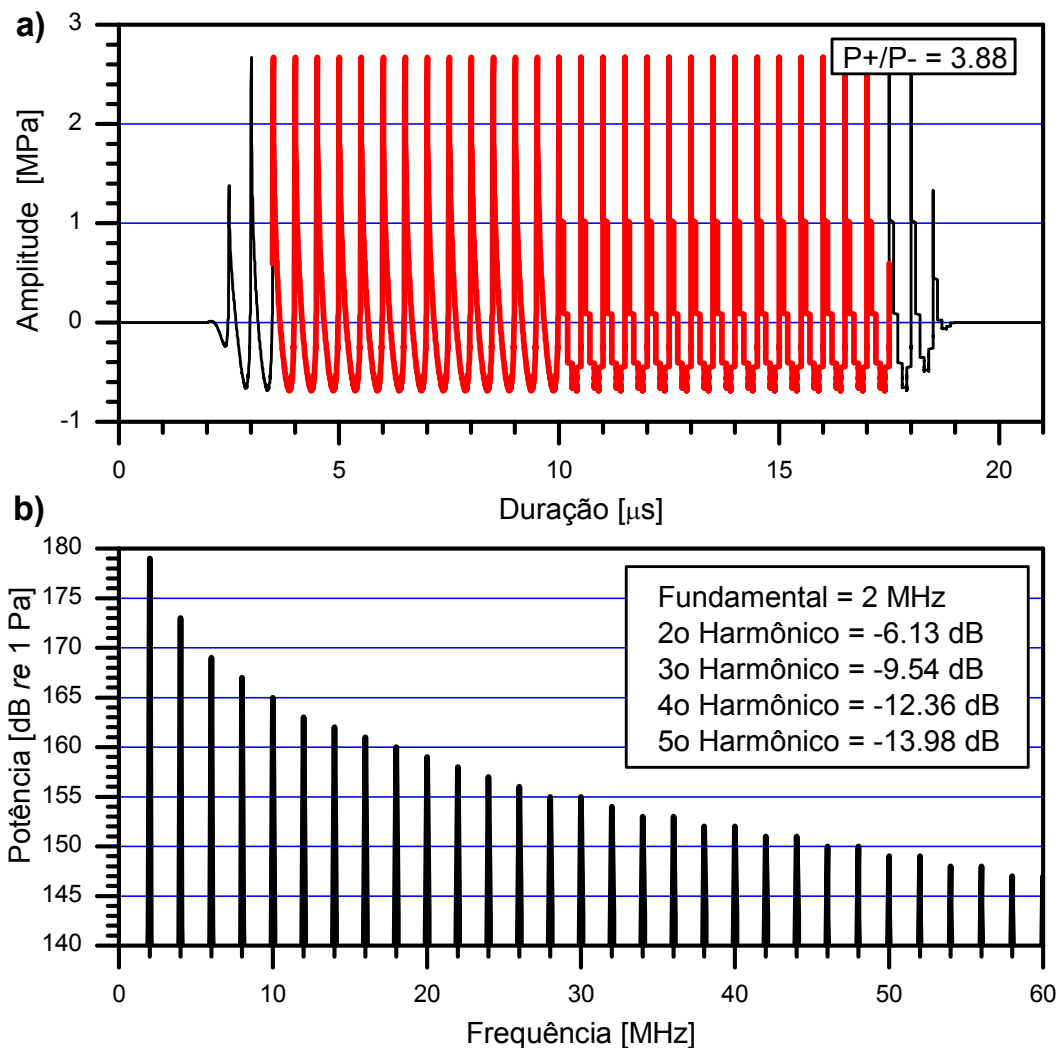 a)
3
2
1
0
-1
Amplitude [MPa]
P+/P- = 3.88
0
5
10
15
20
Duração [μs]
b)
180
175
170
165
160
155
150
145
140
Potência [dB re 1 Pa]
Fundamental = 2 MHz
2o Harmônico = -6.13 dB
3o Harmônico = -9.54 dB
4o Harmônico = -12.36 dB
5o Harmônico = -13.98 dB
0
10
20
30
40
50
60
Frequência [MHz]